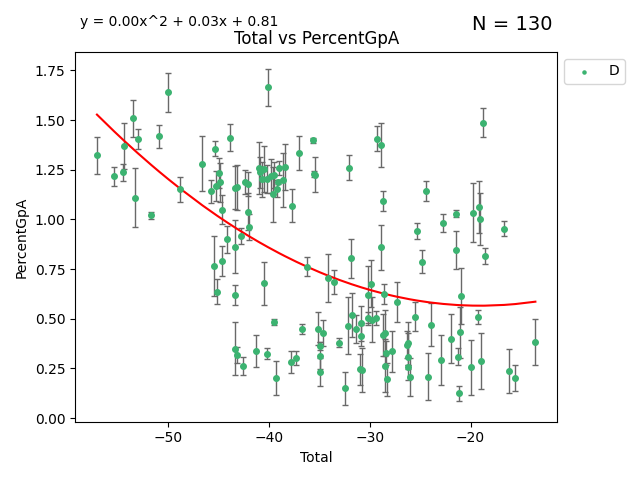 y = 0.00x^2 + 0.03x + 0.81
N = 130
Total vs PercentGpA
D
PercentGpA
1.75
1.50
1.25
1.00
0.75
0.50
0.25
0.00
−50
−40
−30
−20
Total